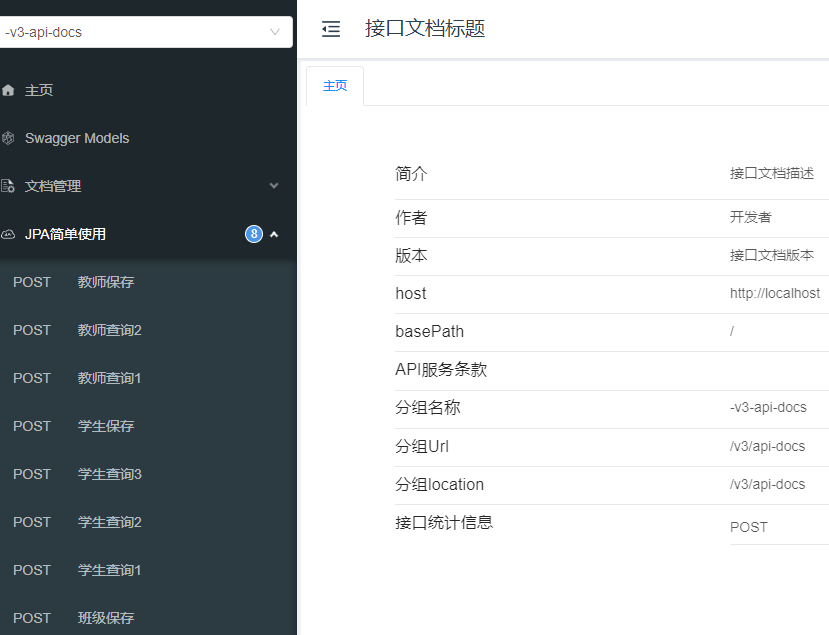 -v3-api-docs
主页
Swagger Models
文档管理
JPA简单使用 8
POST 教师保存
POST 教师查询2
POST 教师查询1
POST 学生保存
POST 学生查询3
POST 学生查询2
POST 学生查询1
POST 班级保存
接口文档标题
主页
简介 接口文档描述
作者 开发者
版本 接口文档版本
host http://localhost
basePath /
API服务条款
分组名称 -v3-api-docs
分组Url /v3/api-docs
分组location /v3/api-docs
接口统计信息 POST